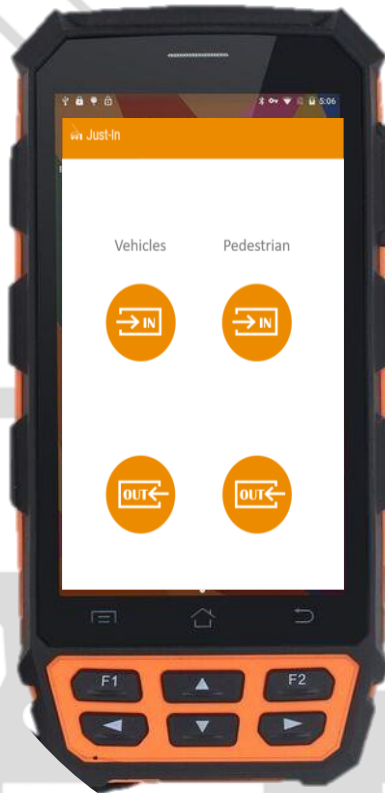 5:06
Just-In
Vehicles Pedestrian
IN IN
OUT OUT
F1 F2